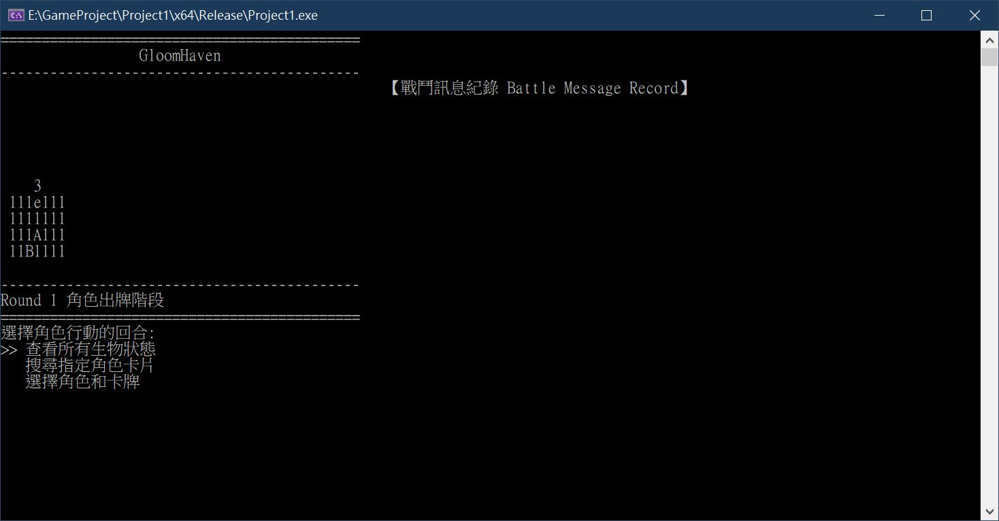 E:\GameProject\Project1\x64\Release\Project1.exe
============================================
GloomHaven
--------------------------------------------
【戰鬥訊息紀錄 Battle Message Record】
3
111e111
1111111
111A111
11B1111
--------------------------------------------
Round 1 角色出牌階段
============================================
選擇角色行動的回合:
>> 查看所有生物狀態
搜尋指定角色卡片
選擇角色和卡牌